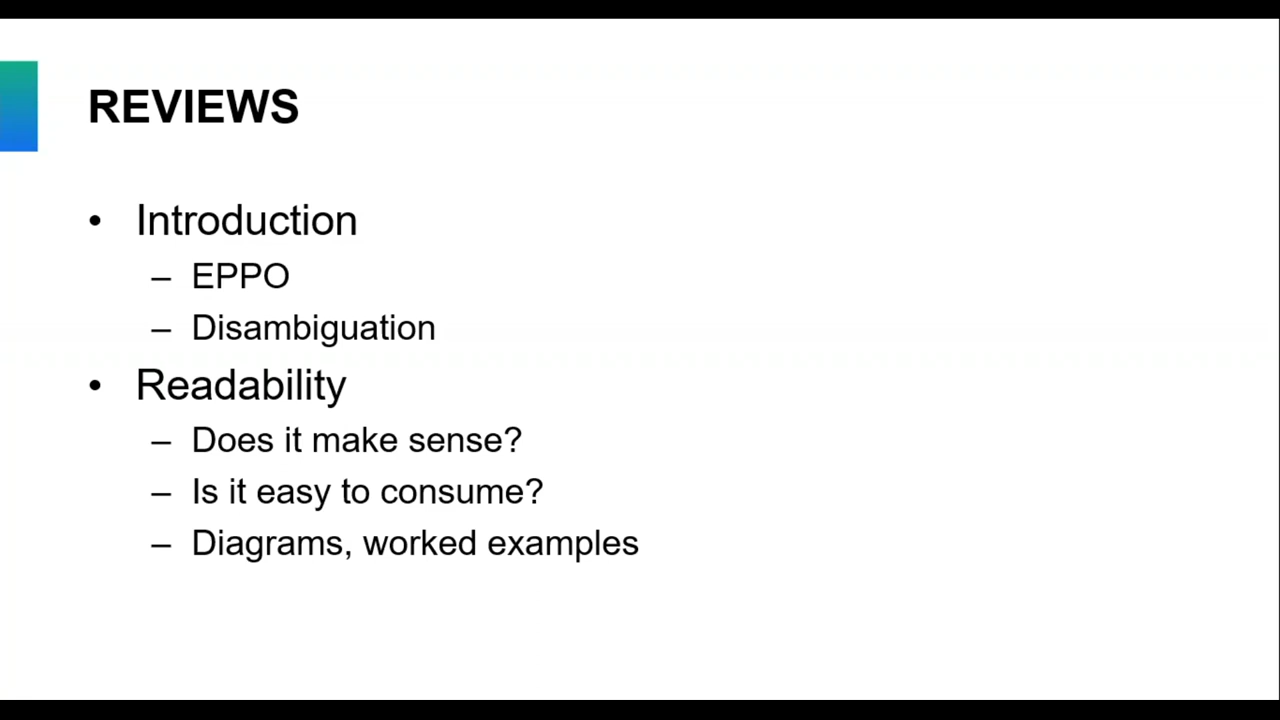 REVIEWS
• Introduction
– EPPO
– Disambiguation
• Readability
– Does it make sense?
– Is it easy to consume?
– Diagrams, worked examples